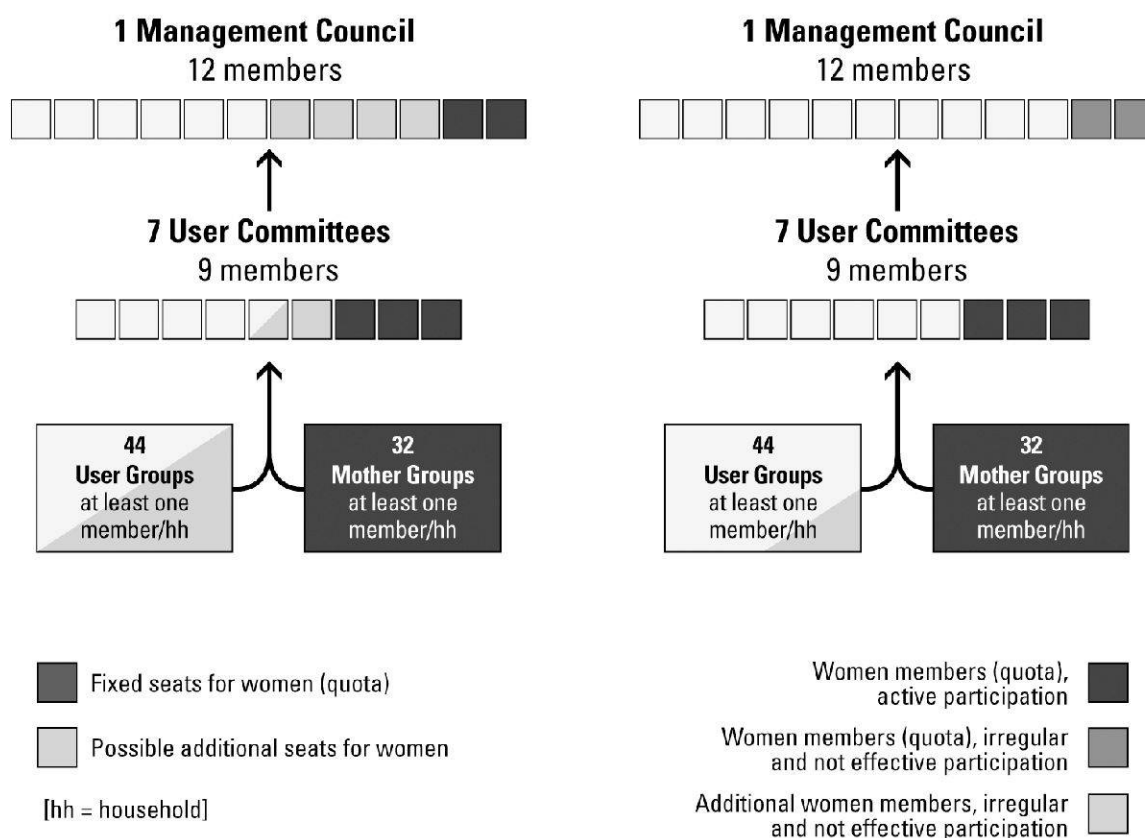 1 Management Council
12 members
7 User Committees
9 members
44
User Groups
at least one
member/hh
32
Mother Groups
at least one
member/hh
Fixed seats for women (quota)
Possible additional seats for women
[hh = household]
1 Management Council
12 members
7 User Committees
9 members
44
User Groups
at least one
member/hh
32
Mother Groups
at least one
member/hh
Women members (quota),
active participation
Women members (quota), irregular
and not effective participation
Additional women members, irregular
and not effective participation